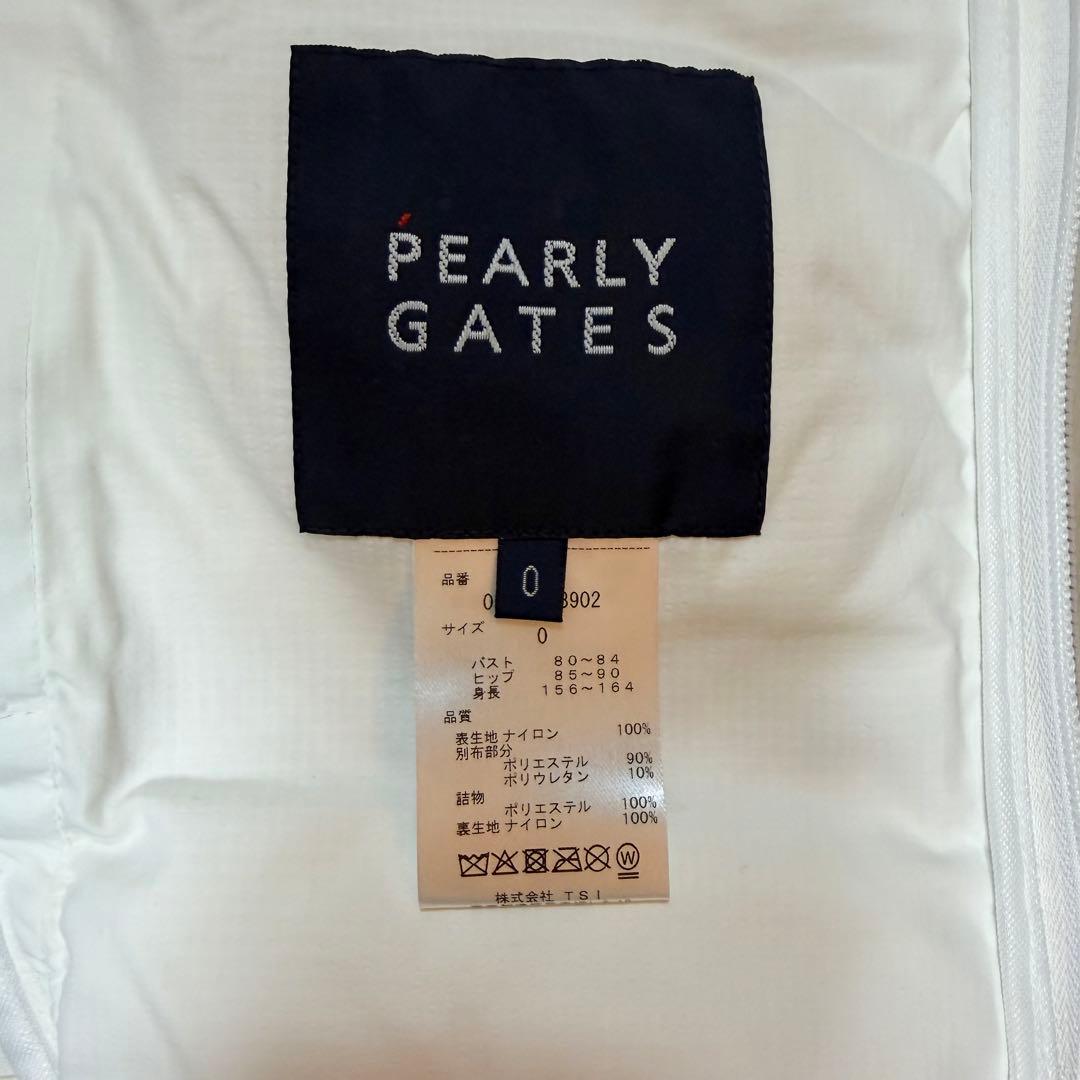 PEARLY
GATES
0
品番
0 8902
サイズ 0
バスト 80～84
ヒップ 85～90
身長 156～164
品質
表生地 ナイロン 100%
別布部分
ポリエステル 90%
ポリウレタン 10%
詰物
ポリエステル 100%
裏生地 ナイロン 100%
W
株式会社 TSI